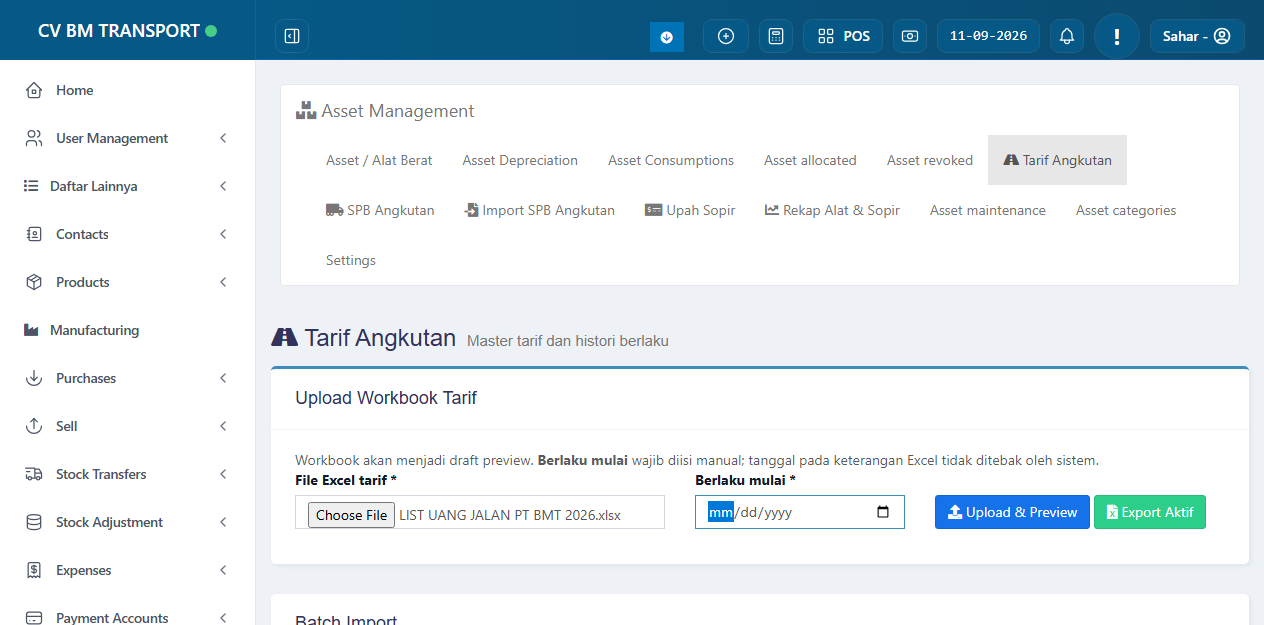 CV BM TRANSPORT
POS
11-09-2026
Sahar -
Home
User Management
Daftar Lainnya
Contacts
Products
Manufacturing
Purchases
Sell
Stock Transfers
Stock Adjustment
Expenses
Payment Accounts
Asset Management
Asset / Alat Berat Asset Depreciation Asset Consumptions Asset allocated Asset revoked Tarif Angkutan
SPB Angkutan Import SPB Angkutan Upah Sopir Rekap Alat & Sopir Asset maintenance Asset categories
Settings
Tarif Angkutan Master tarif dan histori berlaku
Upload Workbook Tarif
Workbook akan menjadi draft preview. Berlaku mulai wajib diisi manual; tanggal pada keterangan Excel tidak ditebak oleh sistem.
File Excel tarif * Berlaku mulai *
Choose File LIST UANG JALAN PT BMT 2026.xlsx mm/dd/yyyy Upload & Preview Export Aktif
Batch Import